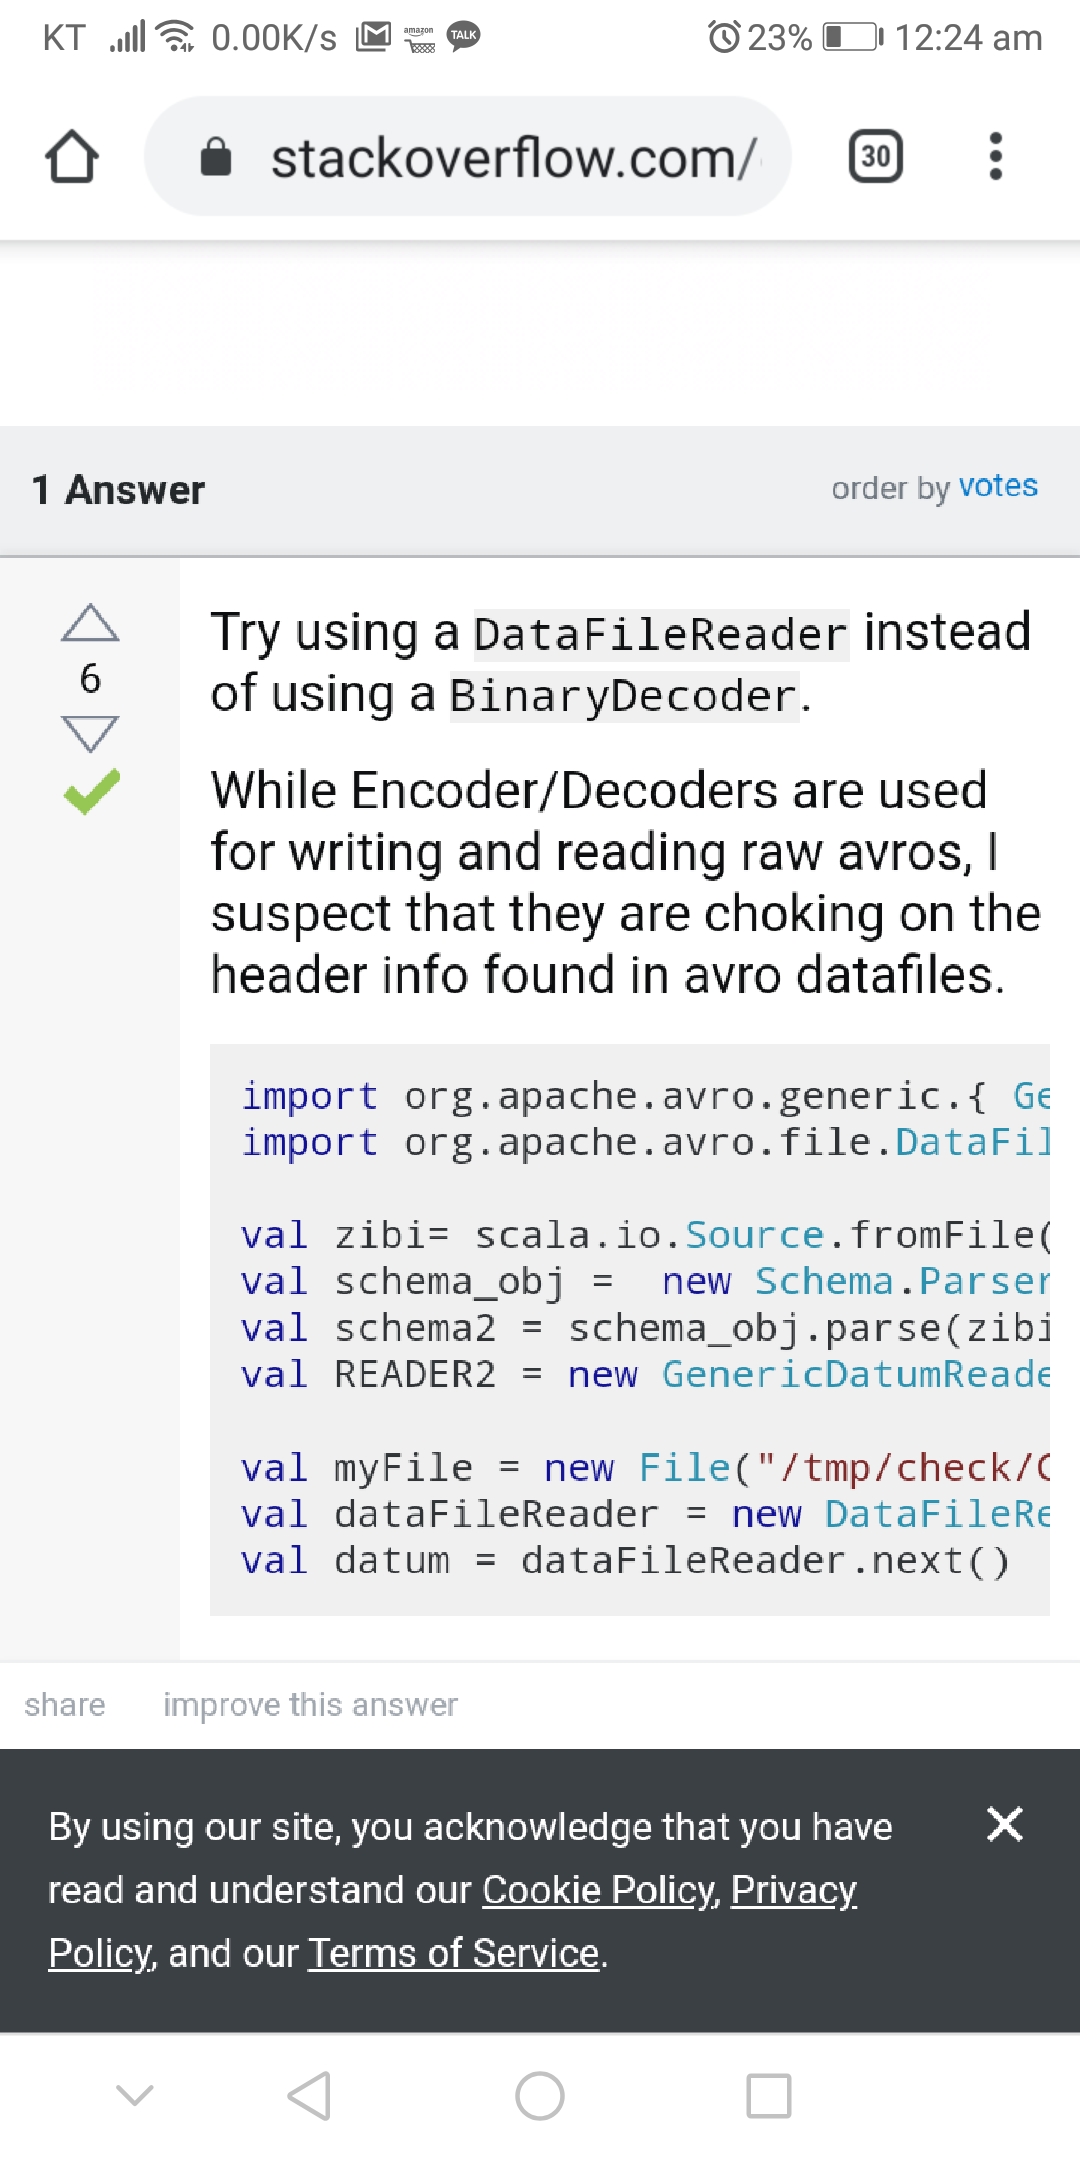 KT 0.00K/s amazon TALK 23% 12:24 am
stackoverflow.com/ 30
1 Answer order by votes
Try using a DataFileReader instead
of using a BinaryDecoder.
6
While Encoder/Decoders are used
for writing and reading raw avros, I
suspect that they are choking on the
header info found in avro datafiles.
import org.apache.avro.generic.{ Ge
import org.apache.avro.file.DataFil
val zibi= scala.io.Source.fromFile(
val schema_obj =  new Schema.Parser
val schema2 = schema_obj.parse(zibi
val READER2 = new GenericDatumReade
val myFile = new File("/tmp/check/C
val dataFileReader = new DataFileRe
val datum = dataFileReader.next()
share improve this answer
By using our site, you acknowledge that you have
read and understand our Cookie Policy, Privacy
Policy, and our Terms of Service.